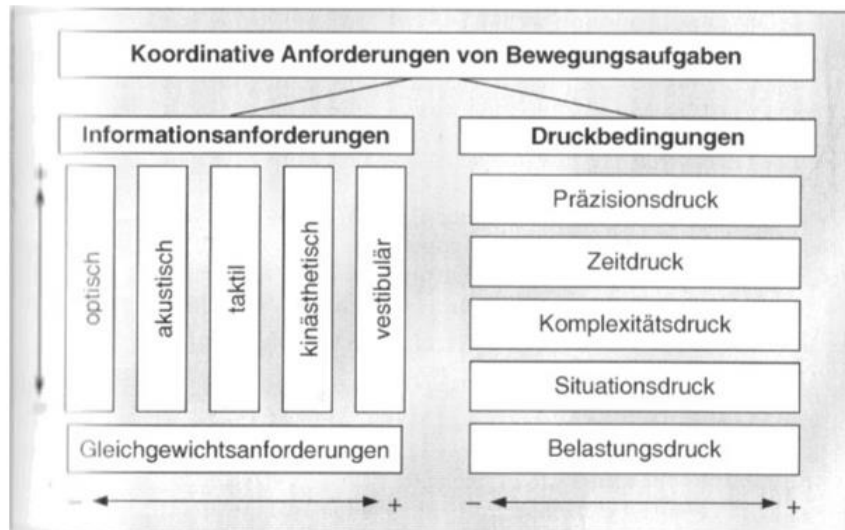 Koordinative Anforderungen von Bewegungsaufgaben
Informationsanforderungen
Druckbedingungen
+
optisch
akustisch
taktil
kinästhetisch
vestibulär
Gleichgewichtsanforderungen
- +
Präzisionsdruck
Zeitdruck
Komplexitätsdruck
Situationsdruck
Belastungsdruck
- +